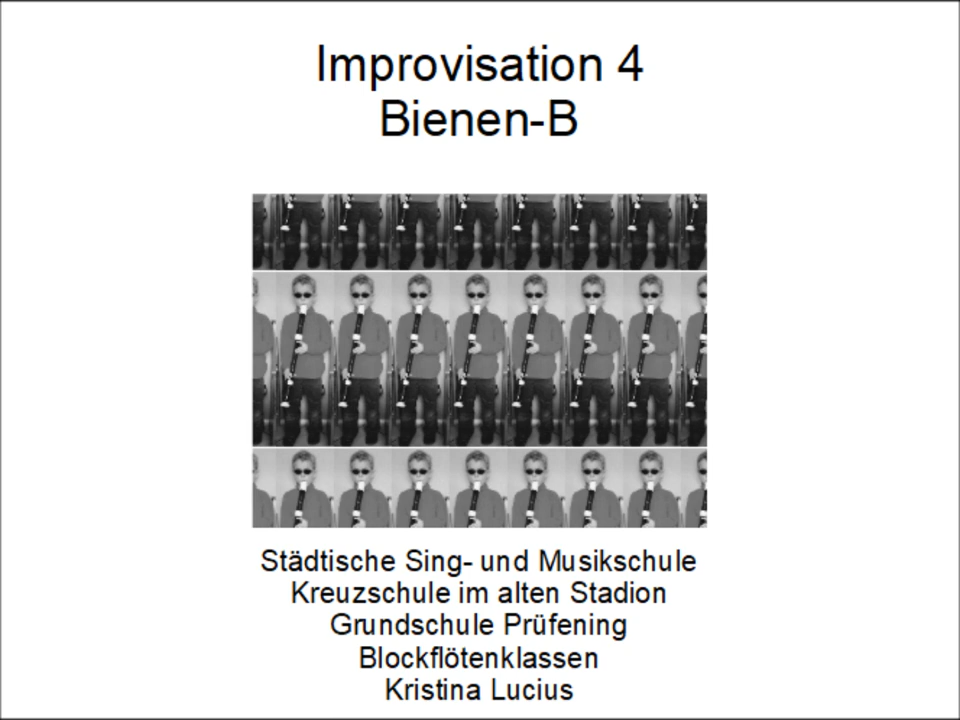 Improvisation 4
Bienen-B
Städtische Sing- und Musikschule
Kreuzschule im alten Stadion
Grundschule Prüfening
Blockflötenklassen
Kristina Lucius